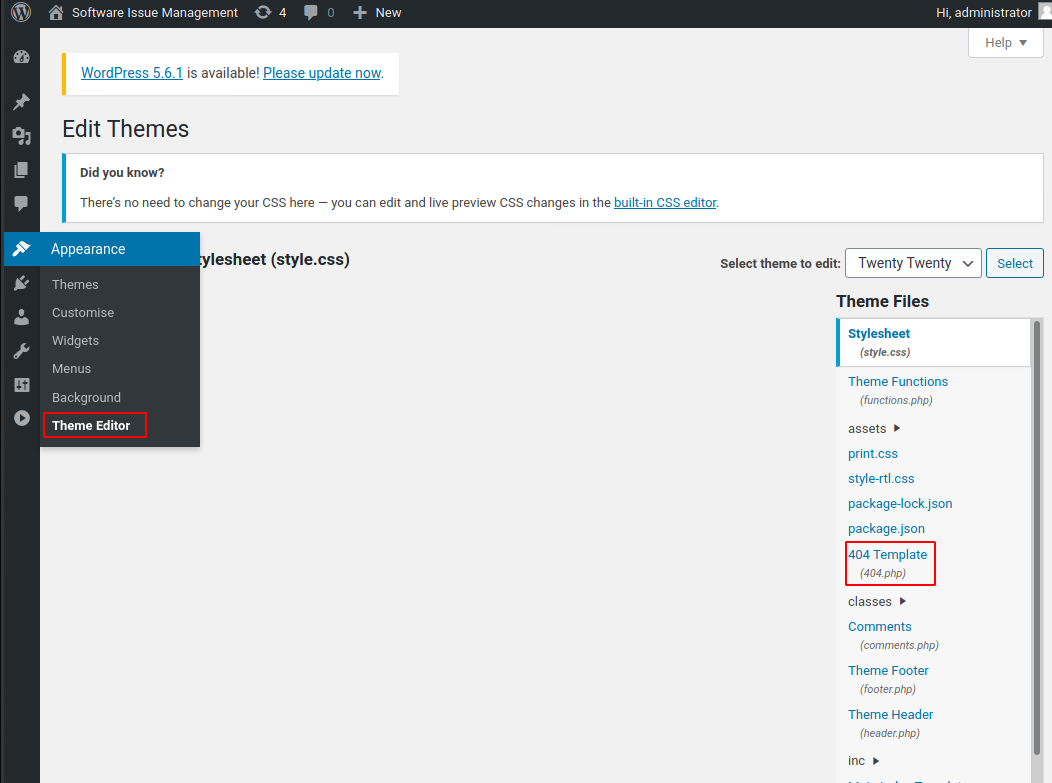 Software Issue Management 4 0 New Hi, administrator
Help
WordPress 5.6.1 is available! Please update now.
Edit Themes
Did you know?
There's no need to change your CSS here — you can edit and live preview CSS changes in the built-in CSS editor.
Appearance
Themes
Customise
Widgets
Menus
Background
Theme Editor
tylesheet (style.css)
Select theme to edit: Twenty Twenty Select
Theme Files
Stylesheet
(style.css)
Theme Functions
(functions.php)
assets
print.css
style-rtl.css
package-lock.json
package.json
404 Template
(404.php)
classes
Comments
(comments.php)
Theme Footer
(footer.php)
Theme Header
(header.php)
inc